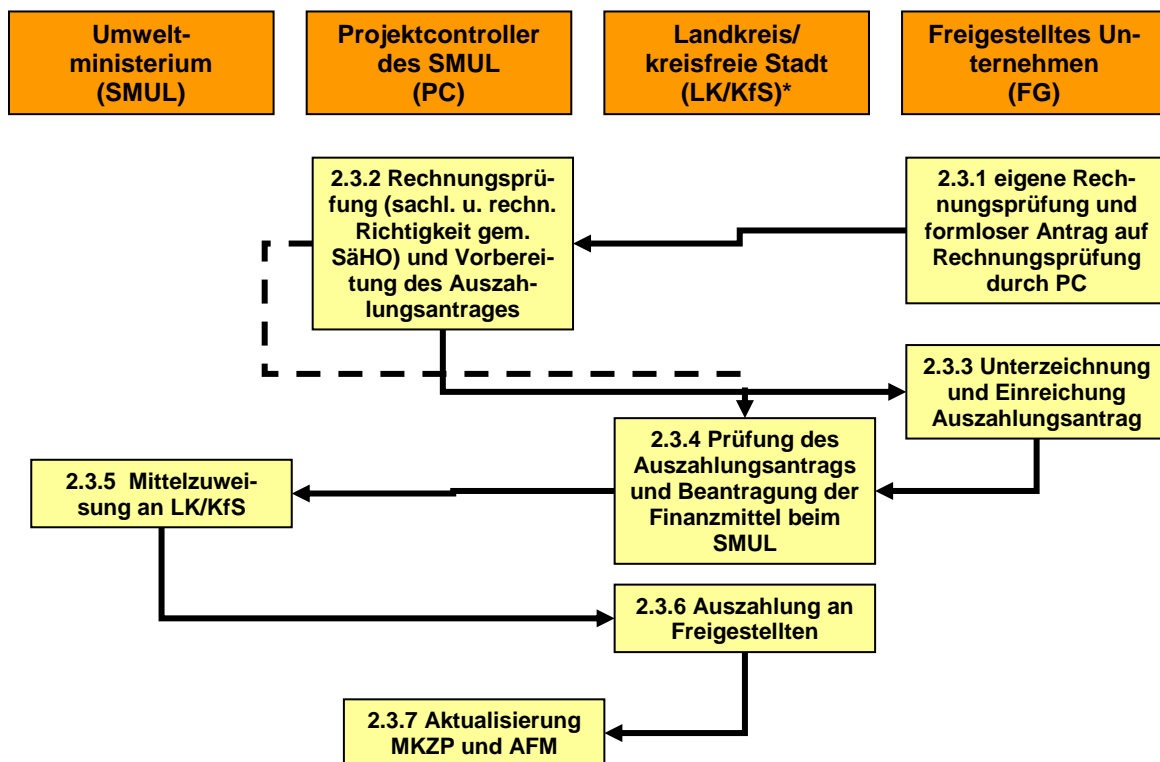 Umwelt-
ministerium
(SMUL)
Projektcontroller
des SMUL
(PC)
Landkreis/
kreisfreie Stadt
(LK/KfS)*
Freigestelltes Un-
ternehmen
(FG)
2.3.2 Rechnungsprü-
fung (sachl. u. rechn.
Richtigkeit gem.
SäHO) und Vorberei-
tung des Auszah-
lungsantrages
2.3.1 eigene Rech-
nungsprüfung und
formloser Antrag auf
Rechnungsprüfung
durch PC
2.3.3 Unterzeichnung
und Einreichung
Auszahlungsantrag
2.3.4 Prüfung des
Auszahlungsantrags
und Beantragung der
Finanzmittel beim
SMUL
2.3.5 Mittelzuwei-
sung an LK/KfS
2.3.6 Auszahlung an
Freigestellten
2.3.7 Aktualisierung
MKZP und AFM